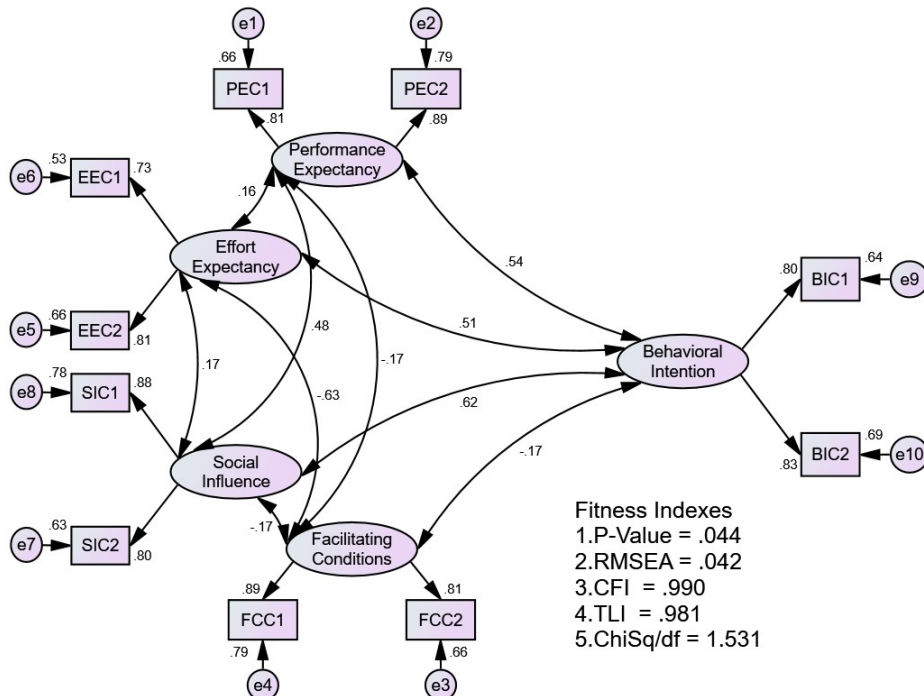 e1
e2
.66
.79
PEC1
PEC2
.81
.89
Performance
Expectancy
e6
.53
EEC1
.73
.16
Effort
Expectancy
.54
BIC1
.80
.64
e9
e5
.66
EEC2
.81
.48
.51
.17
-.17
Behavioral
Intention
e8
.78
SIC1
.88
-.63
.62
Social
Influence
-.17
BIC2
.83
.69
e10
e7
.63
SIC2
.80
-.17
Facilitating
Conditions
.89
.81
FCC1
FCC2
.79
.66
e4
e3
Fitness Indexes
1.P-Value = .044
2.RMSEA = .042
3.CFI = .990
4.TLI = .981
5.ChiSq/df = 1.531